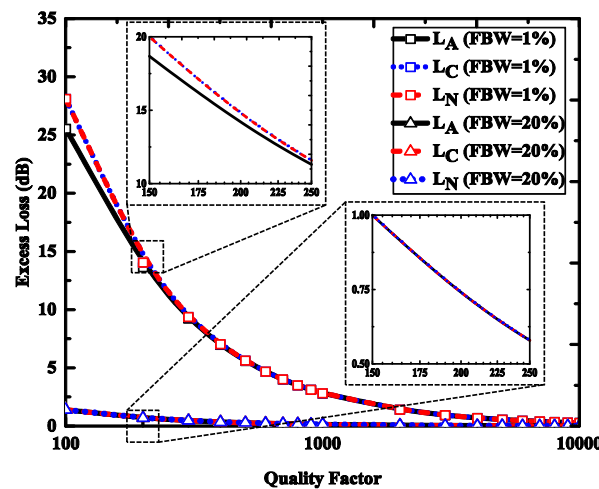 35
30
25
20
15
10
5
0
100
1000
10000
Excess Loss (dB)
Quality Factor
L_A (FBW=1%)
L_C (FBW=1%)
L_N (FBW=1%)
L_A (FBW=20%)
L_C (FBW=20%)
L_N (FBW=20%)
20
18
15
13
10
150 175 200 225 250
1.00
0.75
0.50
150 175 200 225 250